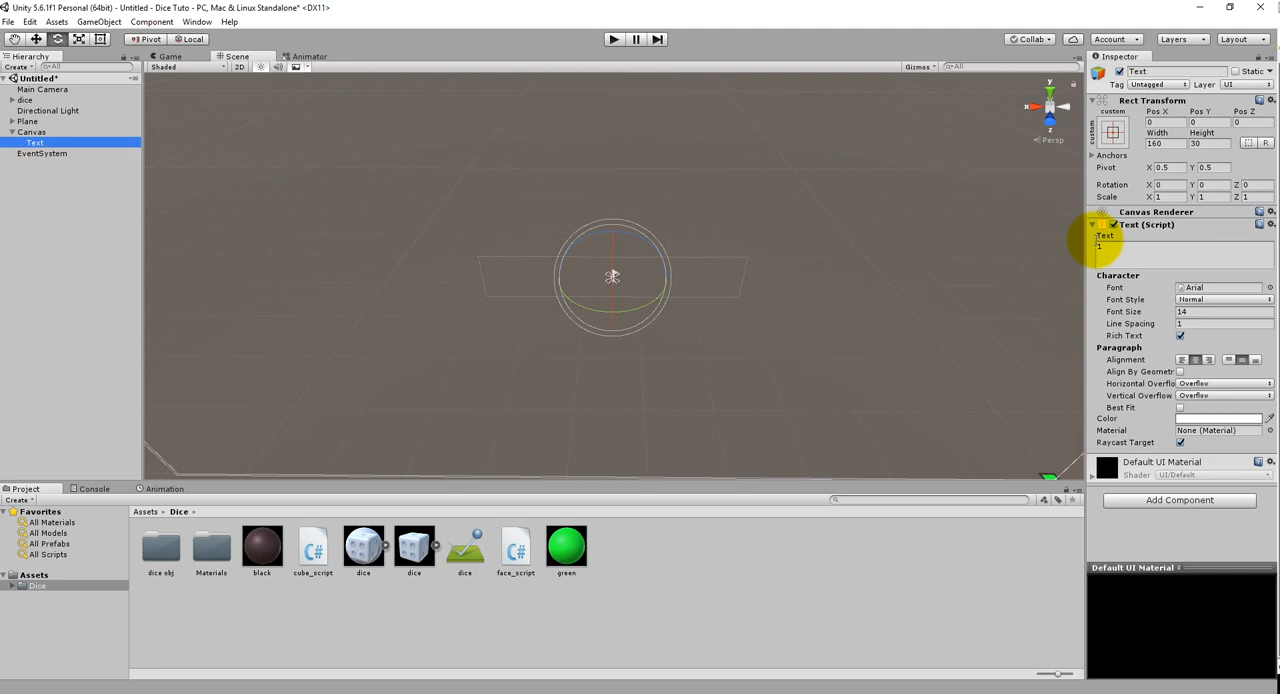 Unity 5.6.1f1 Personal (64bit) - Untitled - Dice Tuto - PC, Mac & Linux Standalone* <DX11>
File Edit Assets GameObject Component Window Help
Pivot Local Collab Account Layers Layout
Hierarchy Game Scene Animator Inspector
Create All Shaded 2D Gizmos All
Text Static
Tag Untagged Layer UI
Untitled*
Main Camera
dice
Directional Light
Plane
Canvas
Text
EventSystem
y
x
z
Persp
Rect Transform
custom
custom
Pos X Pos Y Pos Z
0 0 0
Width Height
160 30
R
Anchors
Pivot X 0.5 Y 0.5
Rotation X 0 Y 0 Z 0
Scale X 1 Y 1 Z 1
Canvas Renderer
Text (Script)
Text
1
Character
Font Arial
Font Style Normal
Font Size 14
Line Spacing 1
Rich Text
Paragraph
Alignment
Align By Geometr
Horizontal Overflo Overflow
Vertical Overflow Overflow
Best Fit
Color
Material None (Material)
Raycast Target
Default UI Material
Shader UI/Default
Add Component
Default UI Material
Project Console Animation
Create
Favorites
All Materials
All Models
All Prefabs
All Scripts
Assets
Dice
Assets Dice
C# C#
dice obj Materials black cube_script dice dice dice face_script green